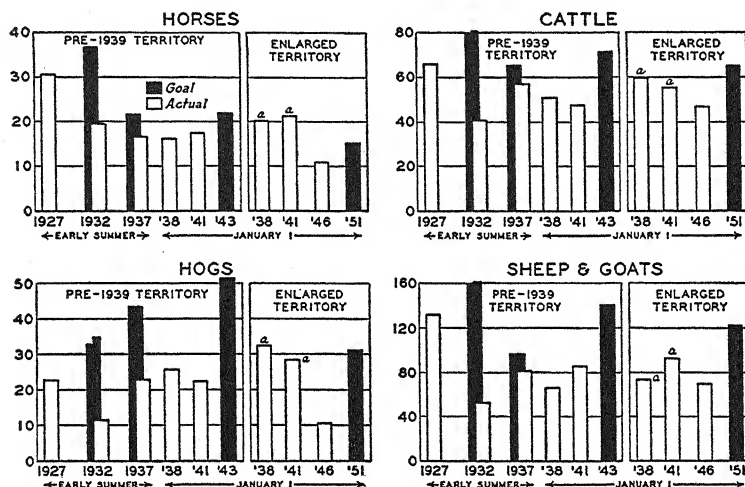 HORSES
PRE-1939 TERRITORY
ENLARGED
TERRITORY
40
30
20
10
0
Goal
Actual
a
a
1927
1932
1937
'38
'41
'43
'38
'41
'46
'51
←EARLY SUMMER→
←JANUARY 1→
CATTLE
PRE-1939
TERRITORY
ENLARGED
TERRITORY
80
60
40
20
0
a
a
1927
1932
1937
'38
'41
'43
'38
'41
'46
'51
←EARLY SUMMER→
←JANUARY 1→
HOGS
PRE-1939 TERRITORY
ENLARGED
TERRITORY
50
40
30
20
10
0
a
a
1927
1932
1937
'38
'41
'43
'38
'41
'46
'51
←EARLY SUMMER→
←JANUARY 1→
SHEEP & GOATS
PRE-1939
TERRITORY
ENLARGED
TERRITORY
160
120
80
40
0
a
a
1927
1932
1937
'38
'41
'43
'38
'41
'46
'51
←EARLY SUMMER→
←JANUARY 1→